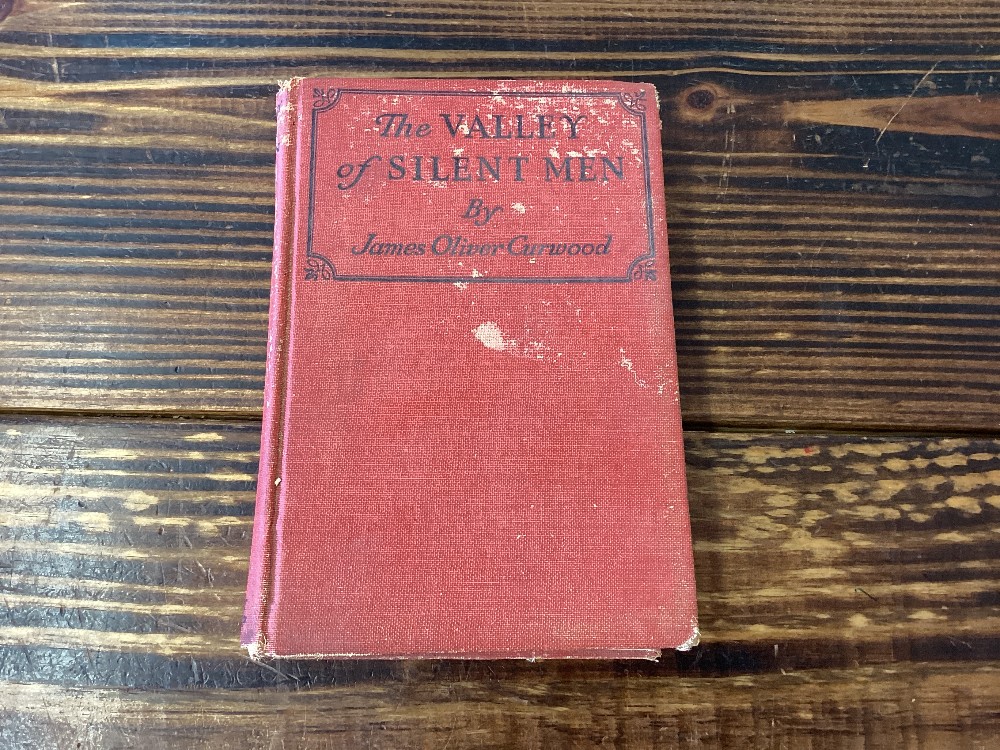 The VALLEY
of SILENT MEN
By
James Oliver Curwood